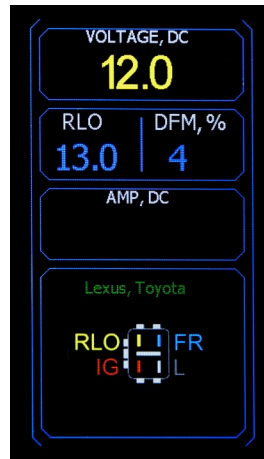 VOLTAGE, DC
12.0
RLO DFM, %
13.0 4
AMP, DC
Lexus, Toyota
RLO FR
IG L